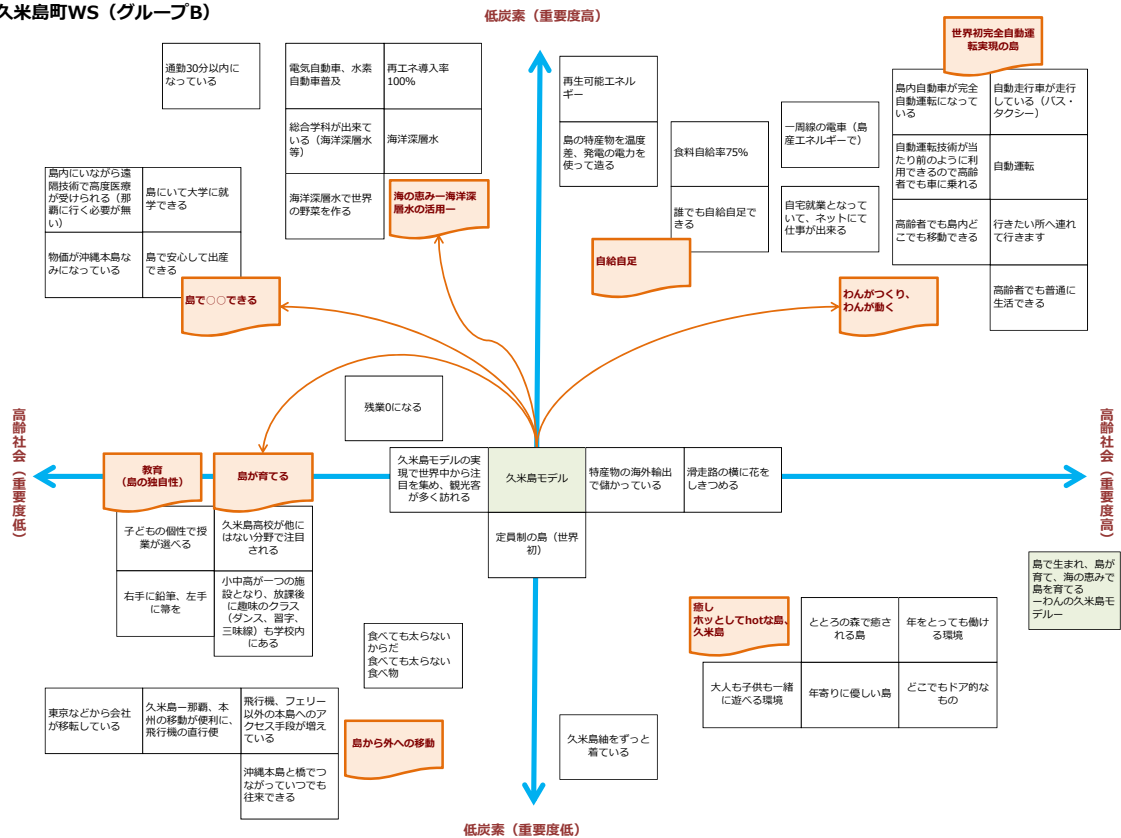 久米島町WS（グループB）
低炭素（重要度高）
世界初完全自動運
転実現の島
通勤30分以内に
なっている
電気自動車、水素
自動車普及
再エネ導入率
100%
総合学科が出来て
いる（海洋深層水
等）
海洋深層水
海洋深層水で世界
の野菜を作る
海の恵みー海洋深
層水の活用ー
再生可能エネル
ギー
島の特産物を温度
差、発電の電力を
使って造る
食料自給率75%
誰でも自給自足で
きる
自給自足
一周線の電車（島
産エネルギーで）
自宅就業となっ
ていて、ネットにて
仕事が出来る
島内自動車が完全
自動運転になって
いる
自動走行車が走行
している（バス・
タクシー）
自動運転技術が当
たり前のように利
用できるので高齢
者でも車に乗れる
自動運転
高齢者でも島内ど
こでも移動できる
行きたい所へ連れ
て行きます
高齢者でも普通に
生活できる
わんがつくり、
わんが動く
島内にいながら遠
隔技術で高度医療
が受けられる（那
覇に行く必要が無
い）
島にいて大学に就
学できる
物価が沖縄本島な
みになっている
島で安心して出産
できる
島で○○できる
残業0になる
高齢社会（重要度低）
高齢社会（重要度高）
教育
（島の独自性）
島が育てる
久米島モデルの実
現で世界中から注
目を集め、観光客
が多く訪れる
久米島モデル
特産物の海外輸出
で儲かっている
滑走路の横に花を
しきつめる
定員制の島（世界
初）
子どもの個性で授
業が選べる
久米島高校が他に
はない分野で注目
される
右手に鉛筆、左手
に箒を
小中高が一つの施
設となり、放課後
に趣味のクラス
（ダンス、習字、
三味線）も学校内
にある
島で生まれ、島が
育て、海の恵みで
島を育てる
ーわんの久米島モ
デルー
癒し
ホッとしてhotな島、
久米島
ととろの森で癒さ
れる島
年をとっても働け
る環境
大人も子供も一緒
に遊べる環境
年寄りに優しい島
どこでもドア的な
もの
食べても太らない
からだ
食べても太らない
食べ物
東京などから会社
が移転している
久米島ー那覇、本
州の移動が便利に、
飛行機の直行便
飛行機、フェリー
以外の本島へのア
クセス手段が増え
ている
沖縄本島と橋でつ
ながっていつでも
往来できる
島から外への移動
久米島紬をずっと
着ている
低炭素（重要度低）